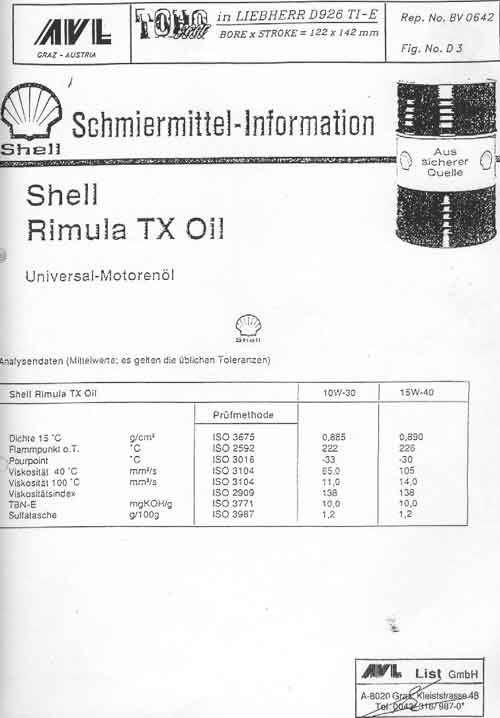 AVL
GRAZ - AUSTRIA
in LIEBHERR D926 TI-E
BORE x STROKE = 122 x 142 mm
Rep. No. BV 0642
Fig. No. D 3
Shell
Schmiermittel-Information
Aus
sicherer
Quelle
Shell
Rimula TX Oil
Universal-Motorenöl
Shell
Analysendaten (Mittelwerte; es gelten die üblichen Toleranzen)
Shell Rimula TX Oil 10W-30 15W-40
Prüfmethode
Dichte 15 °C g/cm³ ISO 3675 0,885 0,890
Flammpunkt o.T. °C ISO 2592 222 226
Pourpoint °C ISO 3016 -33 -30
Viskosität 40 °C mm²/s ISO 3104 65,0 105
Viskosität 100 °C mm²/s ISO 3104 11,0 14,0
Viskositätsindex ISO 2909 138 138
TBN-E mgKOH/g ISO 3771 10,0 10,0
Sulfatasche g/100g ISO 3987 1,2 1,2
AVL List GmbH
A-8020 Graz, Kleiststrasse 48
Tel. 0043/316/987-0*